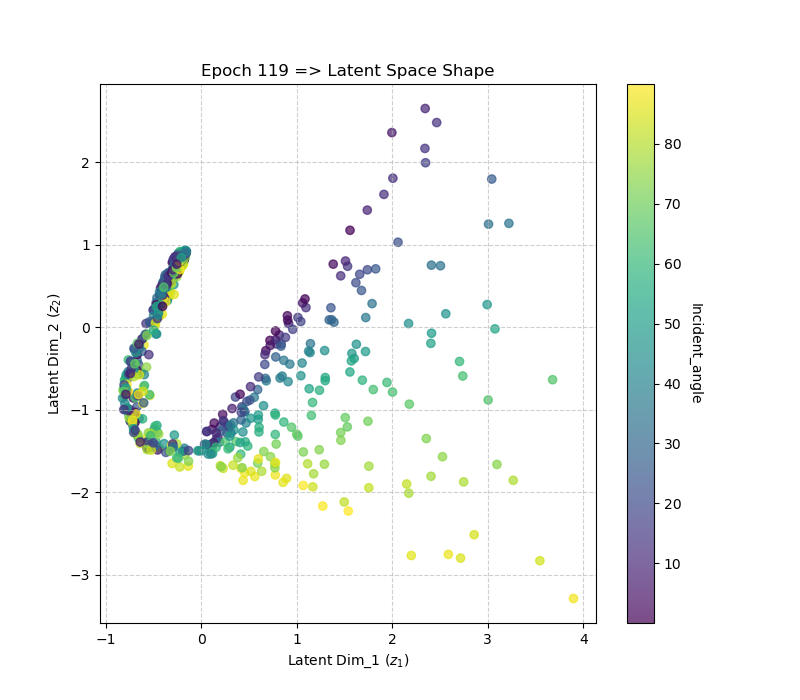 Epoch 119 => Latent Space Shape
2
1
0
−1
−2
−3
Latent Dim_2 (z₂)
−1 0 1 2 3 4
Latent Dim_1 (z₁)
80
70
60
50
40
30
20
10
Incident_angle